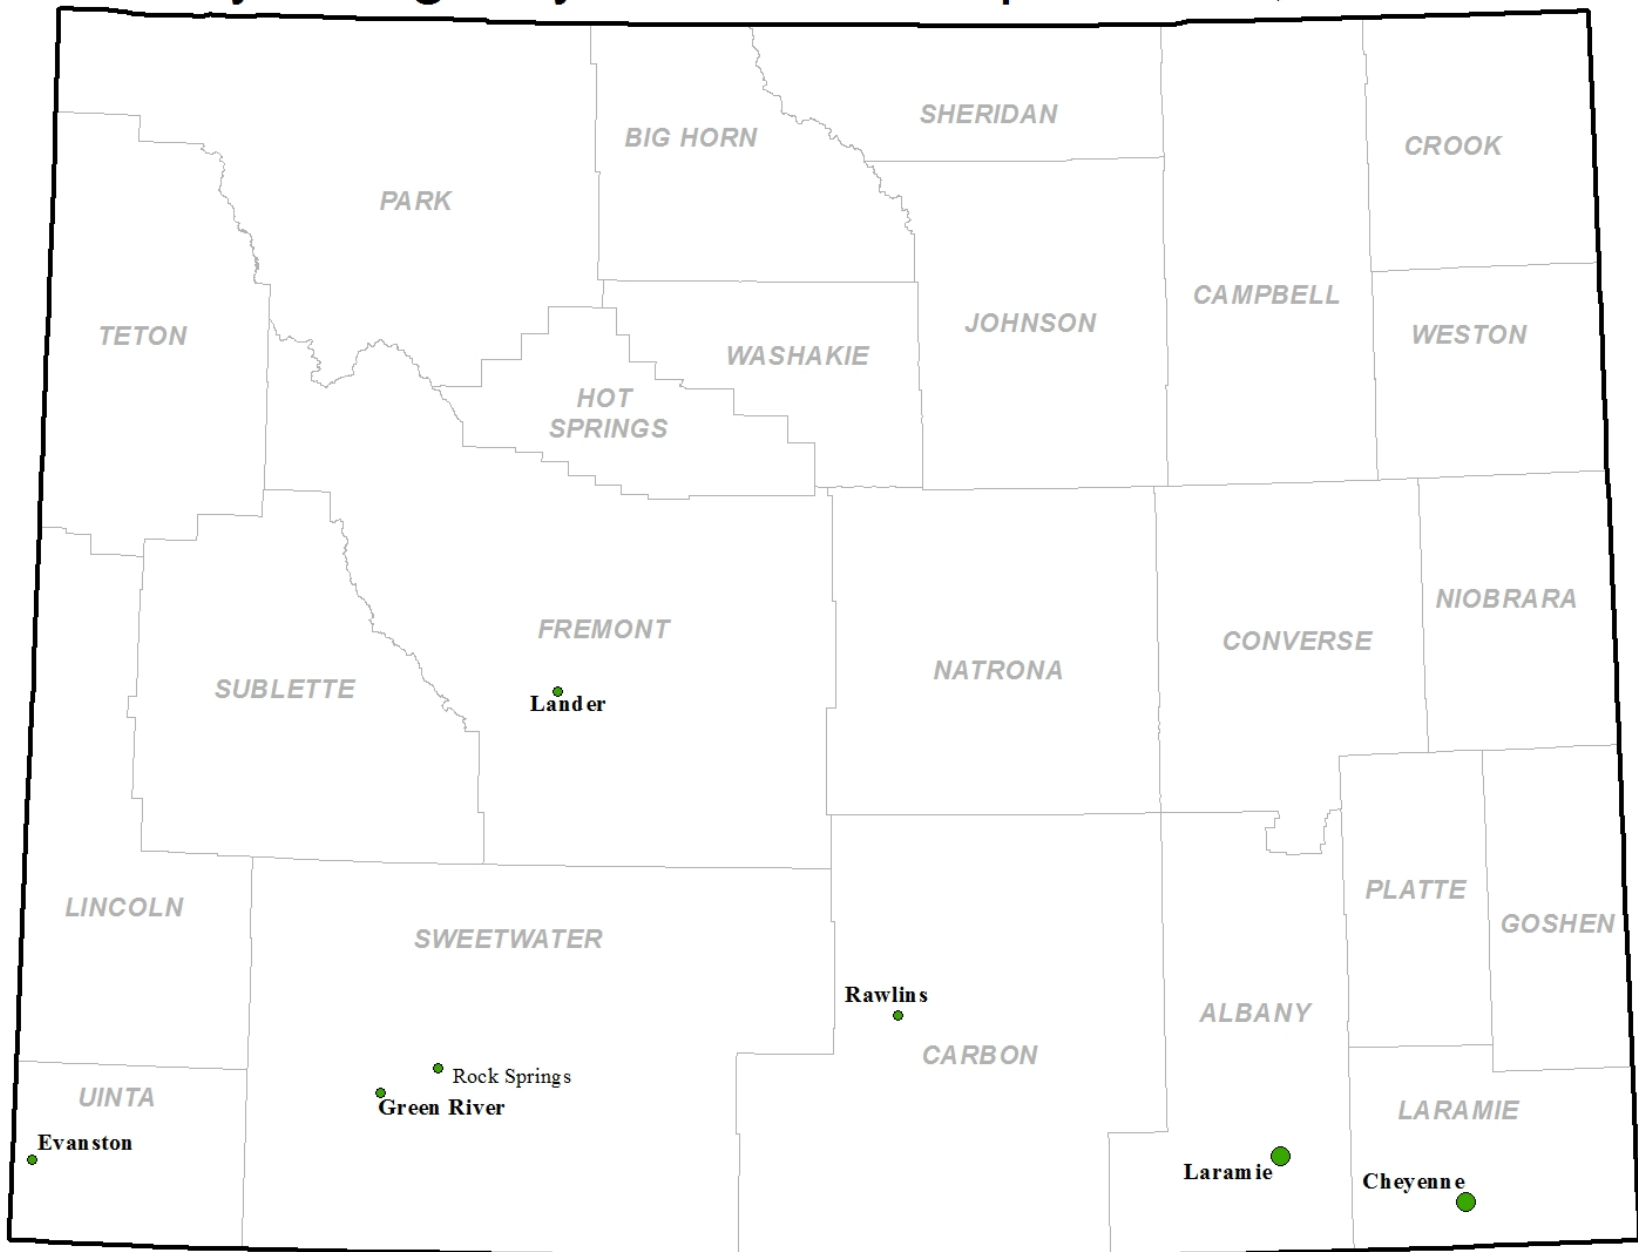 SHERIDAN
BIG HORN
CROOK
PARK
CAMPBELL
JOHNSON
TETON
WESTON
WASHAKIE
HOT
SPRINGS
NIOBRARA
FREMONT
CONVERSE
NATRONA
SUBLETTE
Lander
PLATTE
LINCOLN
GOSHEN
SWEETWATER
Rawlins
ALBANY
CARBON
Rock Springs
UINTA
Green River
LARAMIE
Evanston
Laramie
Cheyenne